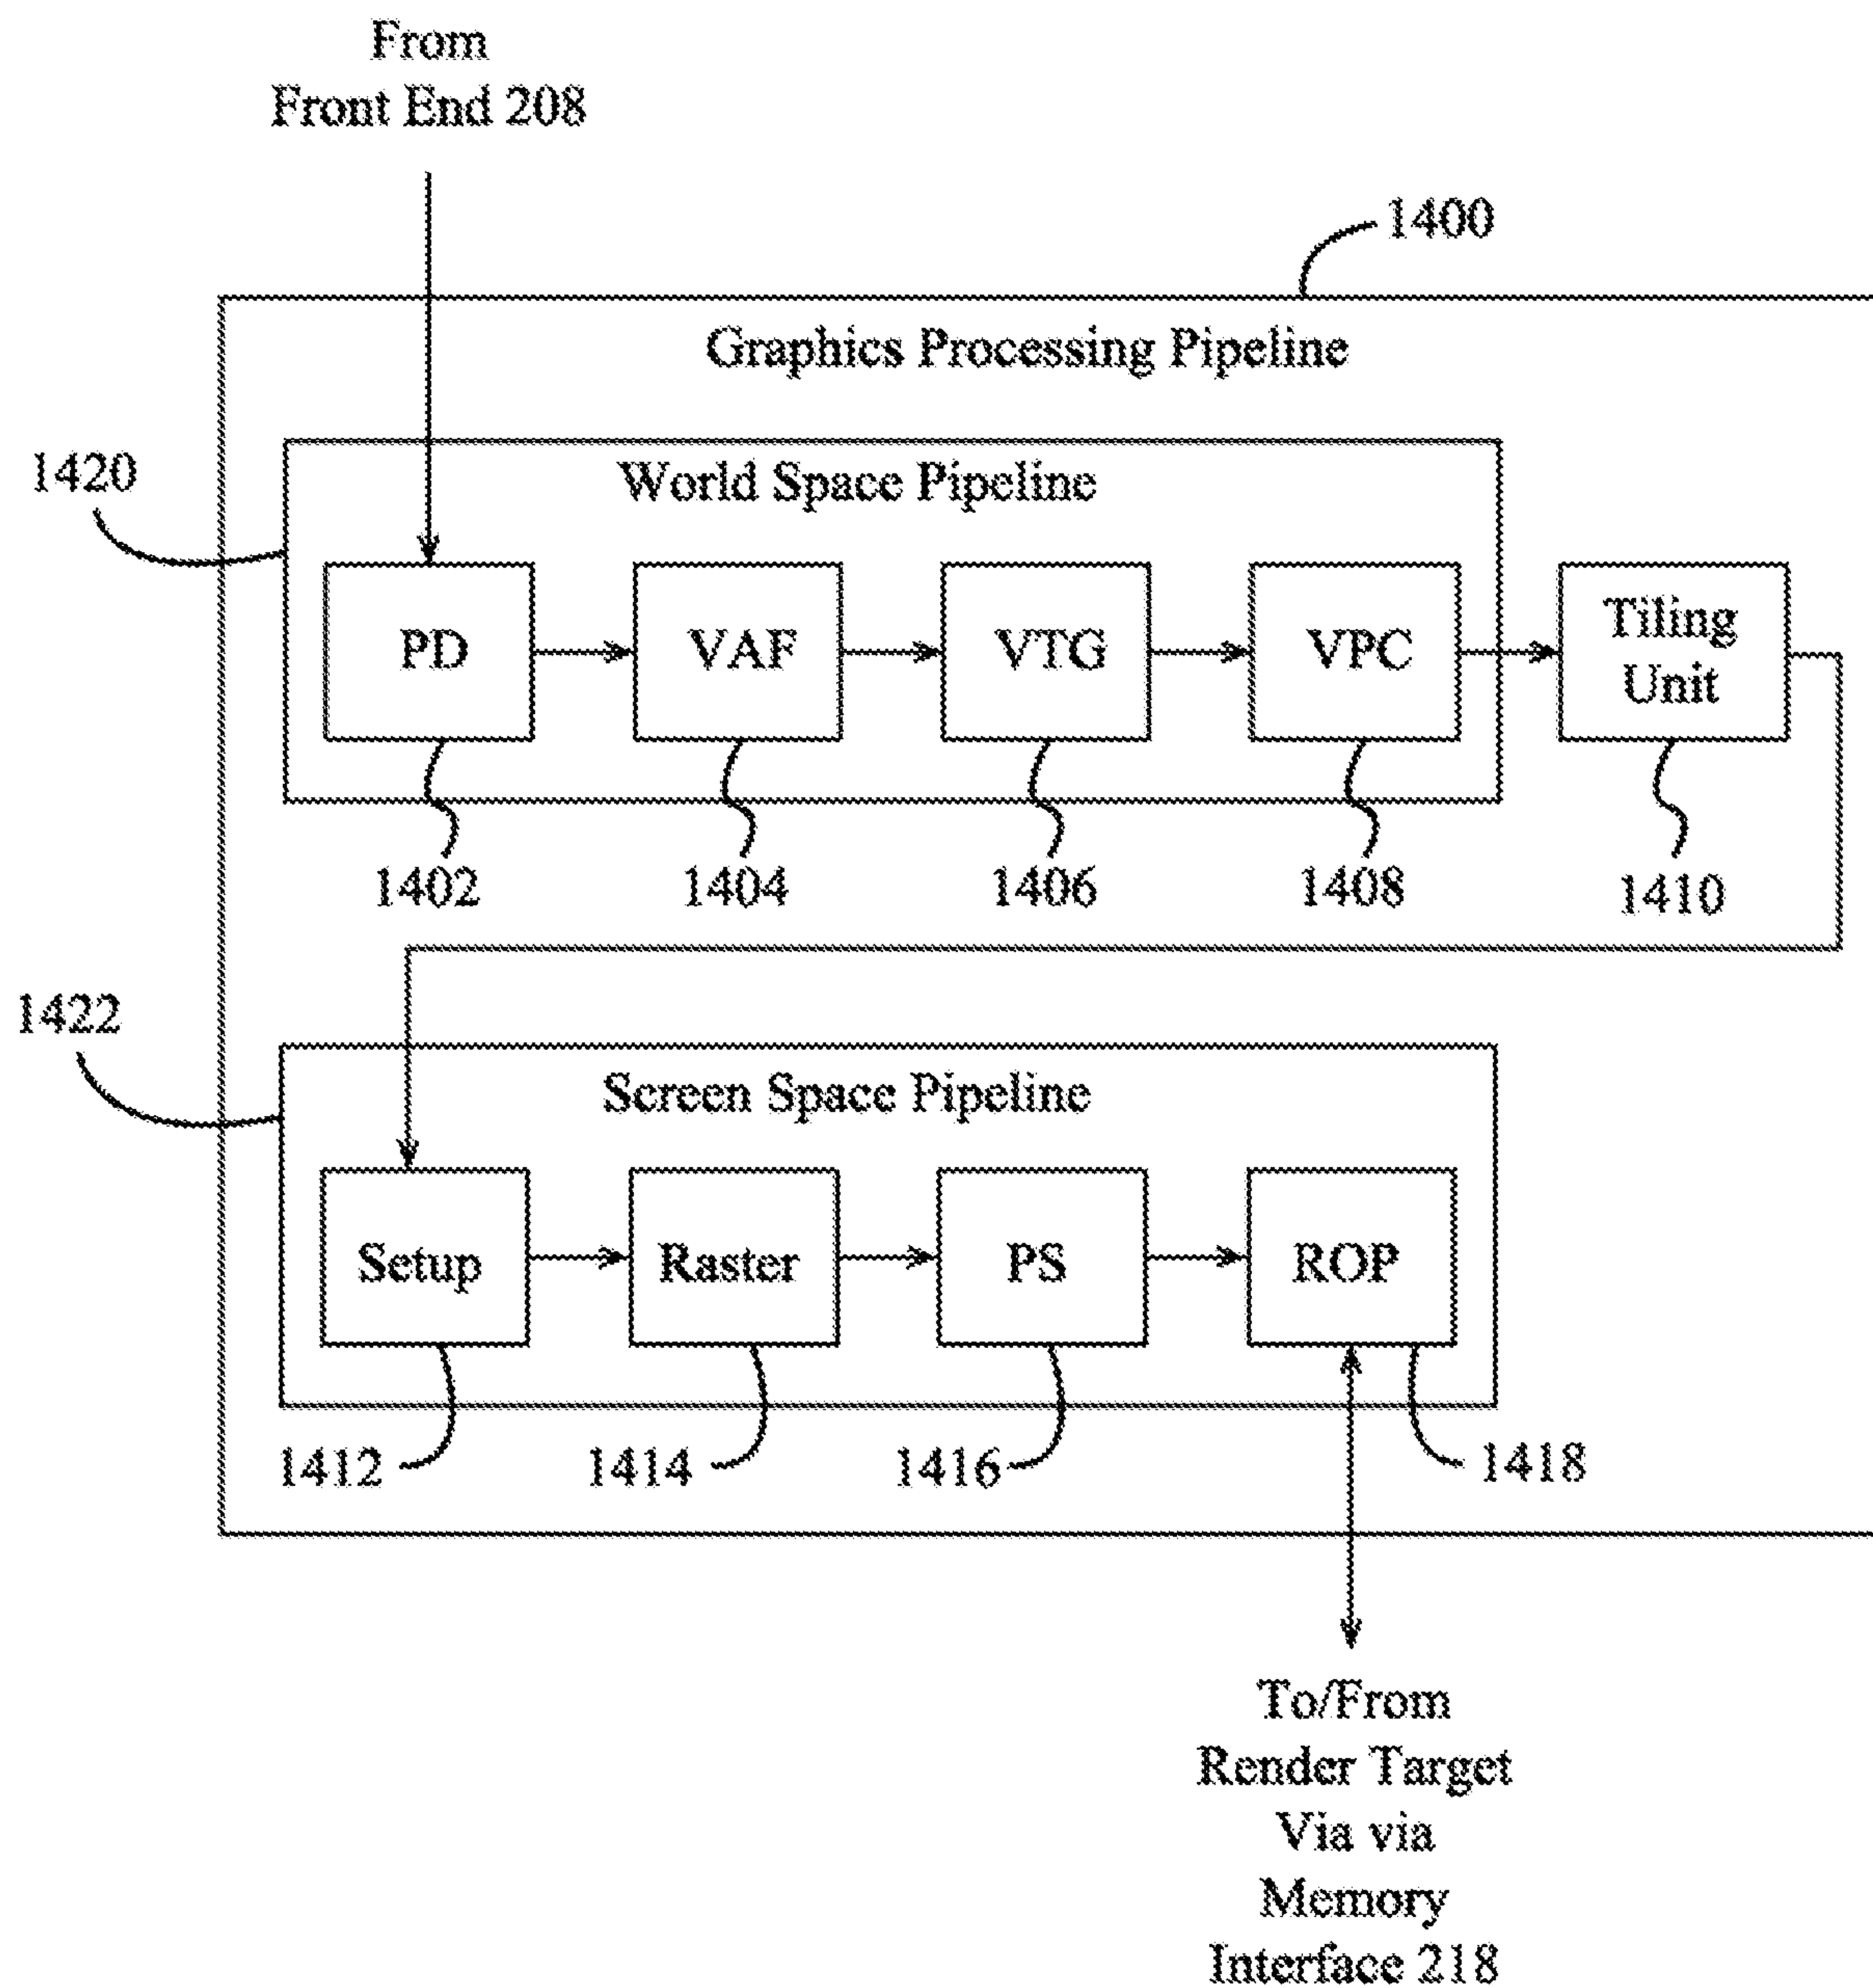 From
Front End 208
1400
Graphics Processing Pipeline
1420
World Space Pipeline
PD
VAF
VTG
VPC
Tiling
Unit
1402
1404
1406
1408
1410
1422
Screen Space Pipeline
Setup
Raster
PS
ROP
1412
1414
1416
1418
To/From
Render Target
Via via
Memory
Interface 218